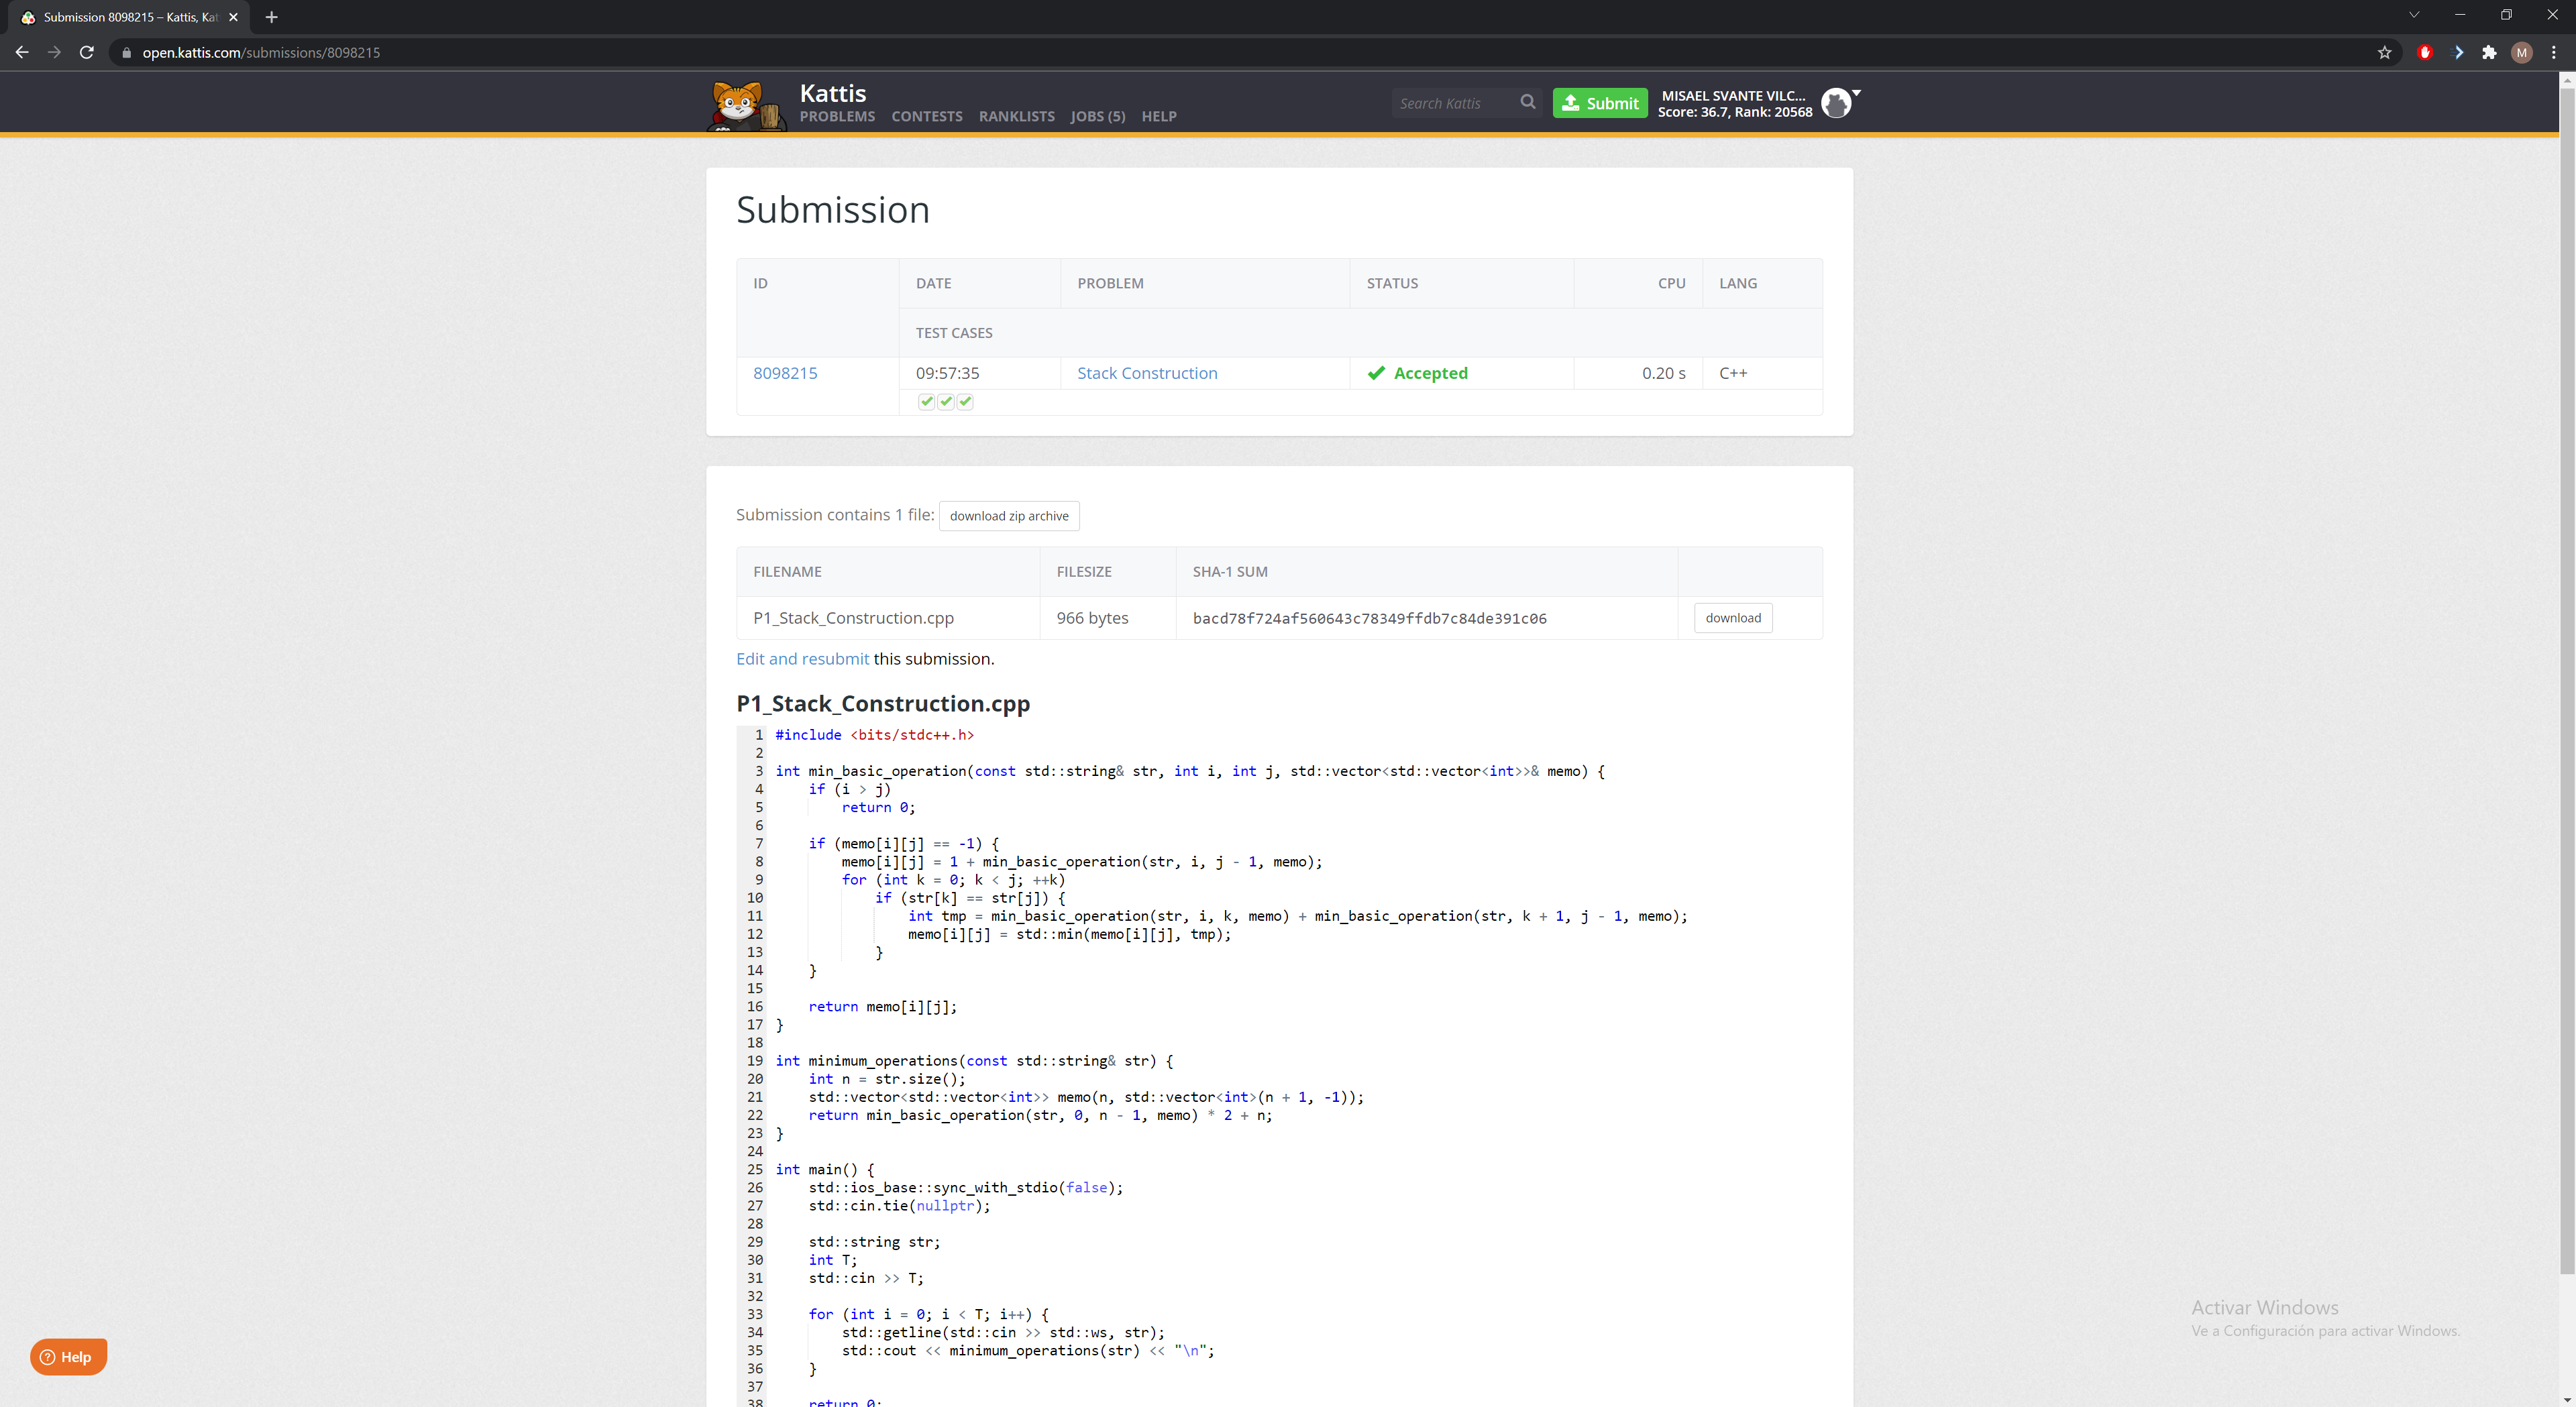 Submission 8098215 – Kattis, Kat
open.kattis.com/submissions/8098215
M
Kattis
PROBLEMS CONTESTS RANKLISTS JOBS (5) HELP
Search Kattis
Submit
MISAEL SVANTE VILC...
Score: 36.7, Rank: 20568
Submission
ID DATE PROBLEM STATUS CPU LANG
TEST CASES
8098215 09:57:35 Stack Construction Accepted 0.20 s C++
Submission contains 1 file: download zip archive
FILENAME FILESIZE SHA-1 SUM
P1_Stack_Construction.cpp 966 bytes bacd78f724af560643c78349ffdb7c84de391c06 download
Edit and resubmit this submission.
P1_Stack_Construction.cpp
1 #include <bits/stdc++.h>
2
3 int min_basic_operation(const std::string& str, int i, int j, std::vector<std::vector<int>>& memo) {
4     if (i > j)
5         return 0;
6
7     if (memo[i][j] == -1) {
8         memo[i][j] = 1 + min_basic_operation(str, i, j - 1, memo);
9         for (int k = 0; k < j; ++k)
10             if (str[k] == str[j]) {
11                 int tmp = min_basic_operation(str, i, k, memo) + min_basic_operation(str, k + 1, j - 1, memo);
12                 memo[i][j] = std::min(memo[i][j], tmp);
13             }
14     }
15
16     return memo[i][j];
17 }
18
19 int minimum_operations(const std::string& str) {
20     int n = str.size();
21     std::vector<std::vector<int>> memo(n, std::vector<int>(n + 1, -1));
22     return min_basic_operation(str, 0, n - 1, memo) * 2 + n;
23 }
24
25 int main() {
26     std::ios_base::sync_with_stdio(false);
27     std::cin.tie(nullptr);
28
29     std::string str;
30     int T;
31     std::cin >> T;
32
33     for (int i = 0; i < T; i++) {
34         std::getline(std::cin >> std::ws, str);
35         std::cout << minimum_operations(str) << "\n";
36     }
37
38     return 0;
Help
Activar Windows
Ve a Configuración para activar Windows.